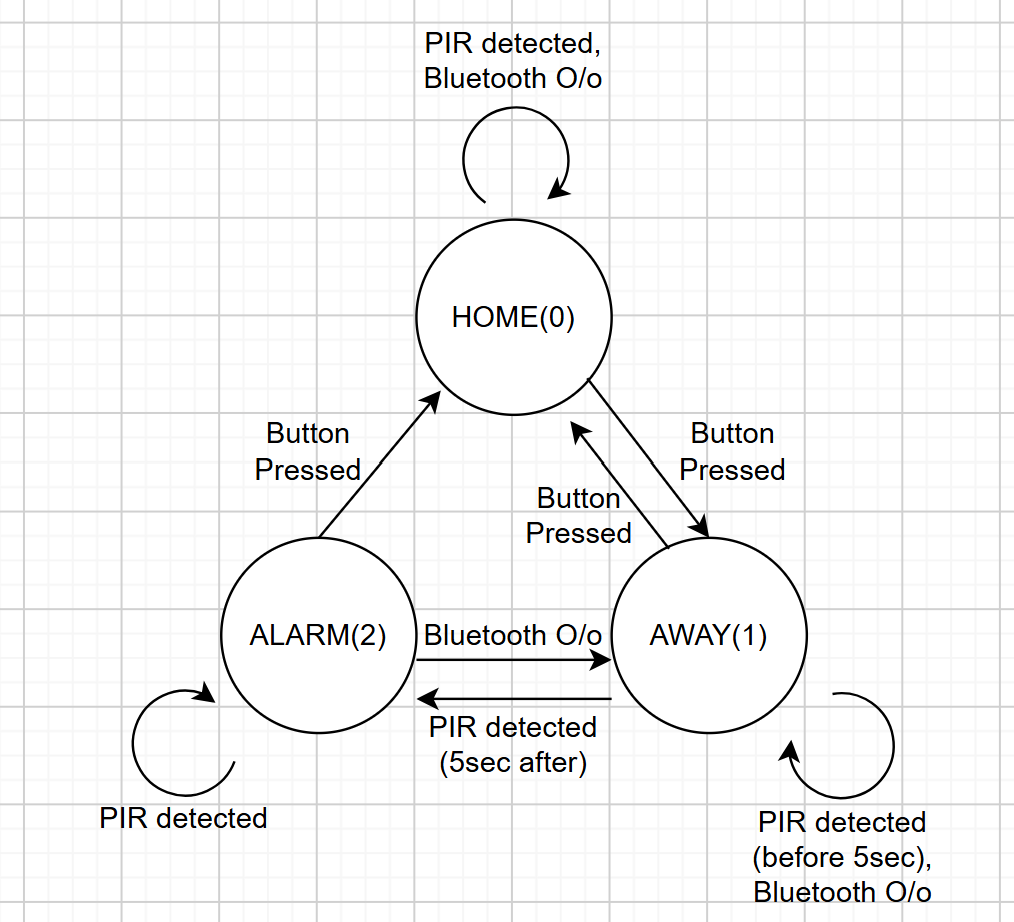 PIR detected,
Bluetooth O/o
HOME(0)
Button
Pressed
Button
Pressed
Button
Pressed
ALARM(2)
Bluetooth O/o
AWAY(1)
PIR detected
(5sec after)
PIR detected
PIR detected
(before 5sec),
Bluetooth O/o